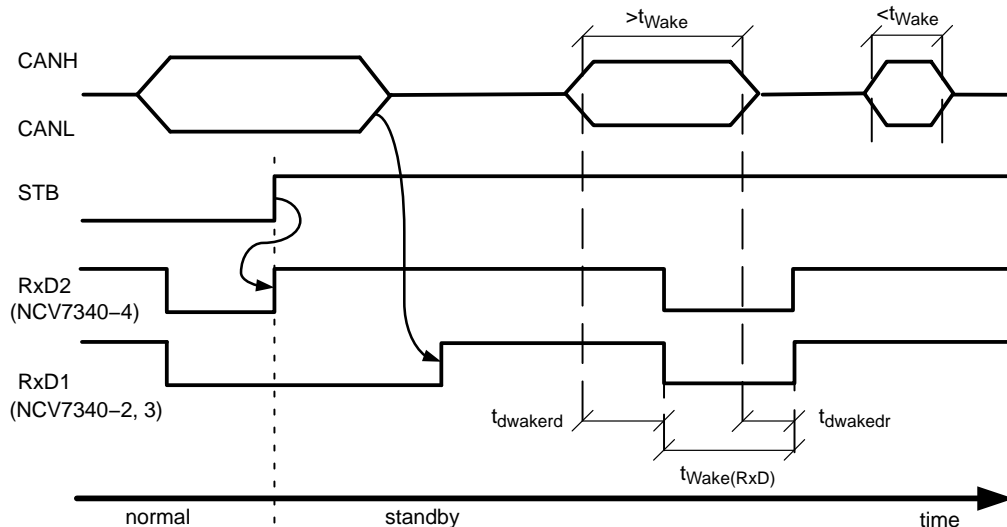 >tWake
<tWake
CANH
CANL
STB
RxD2
(NCV7340−4)
RxD1
(NCV7340−2, 3)
tdwakerd
tdwakedr
tWake(RxD)
normal
standby
time